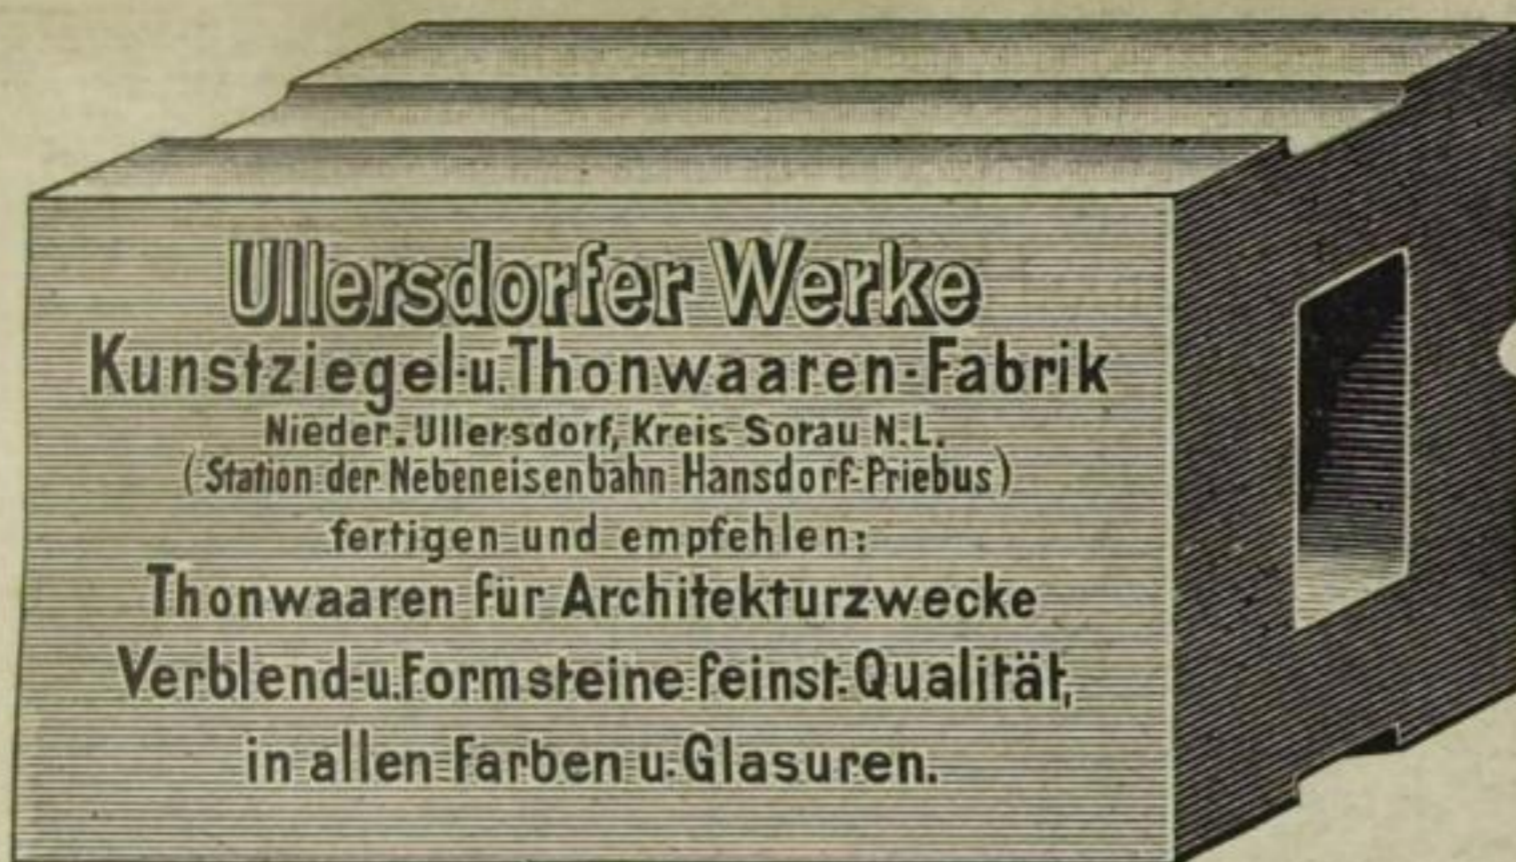 Ullersdorfer Werke
Kunstziegel-u.Thonwaaren-Fabrik
Nieder-Ullersdorf, Kreis Sorau N.L.
(Station der Nebeneisenbahn Hansdorf-Priebus)
fertigen und empfehlen:
Thonwaaren für Architekturzwecke
Verblend-u.Formsteine feinst.Qualität,
in allen Farben u.Glasuren.